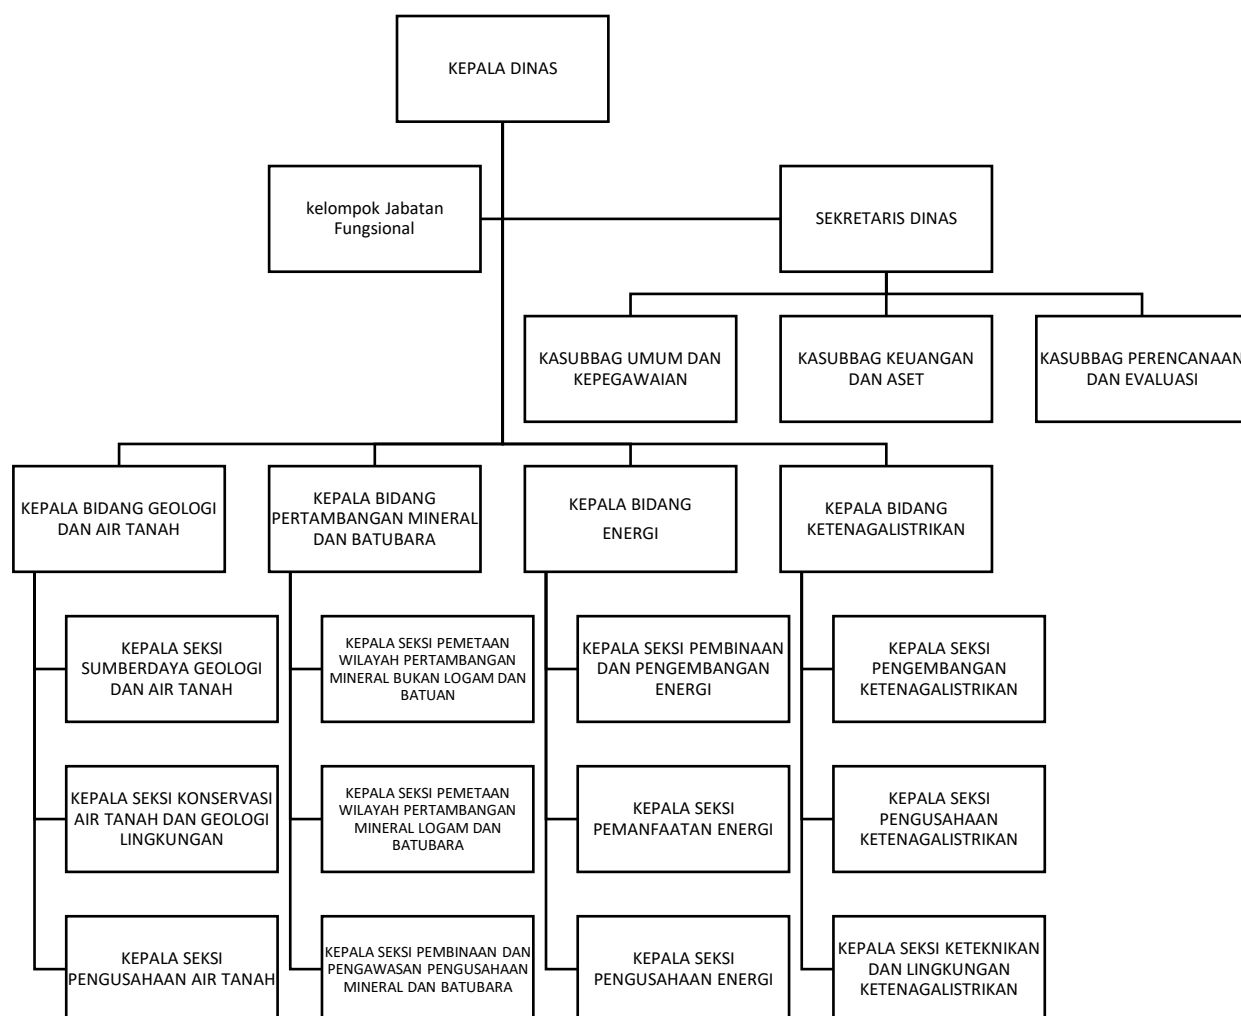 KEPALA DINAS
kelompok Jabatan
Fungsional
SEKRETARIS DINAS
KASUBBAG UMUM DAN
KEPEGAWAIAN
KASUBBAG KEUANGAN
DAN ASET
KASUBBAG PERENCANAAN
DAN EVALUASI
KEPALA BIDANG GEOLOGI
DAN AIR TANAH
KEPALA BIDANG
PERTAMBANGAN MINERAL
DAN BATUBARA
KEPALA BIDANG
ENERGI
KEPALA BIDANG
KETENAGALISTRIKAN
KEPALA SEKSI
SUMBERDAYA GEOLOGI
DAN AIR TANAH
KEPALA SEKSI PEMETAAN
WILAYAH PERTAMBANGAN
MINERAL BUKAN LOGAM DAN
BATUAN
KEPALA SEKSI PEMBINAAN
DAN PENGEMBANGAN
ENERGI
KEPALA SEKSI
PENGEMBANGAN
KETENAGALISTRIKAN
KEPALA SEKSI KONSERVASI
AIR TANAH DAN GEOLOGI
LINGKUNGAN
KEPALA SEKSI PEMETAAN
WILAYAH PERTAMBANGAN
MINERAL LOGAM DAN
BATUBARA
KEPALA SEKSI
PEMANFAATAN ENERGI
KEPALA SEKSI
PENGUSAHAAN
KETENAGALISTRIKAN
KEPALA SEKSI
PENGUSAHAAN AIR TANAH
KEPALA SEKSI PEMBINAAN DAN
PENGAWASAN PENGUSAHAAN
MINERAL DAN BATUBARA
KEPALA SEKSI
PENGUSAHAAN ENERGI
KEPALA SEKSI KETEKNIKAN
DAN LINGKUNGAN
KETENAGALISTRIKAN